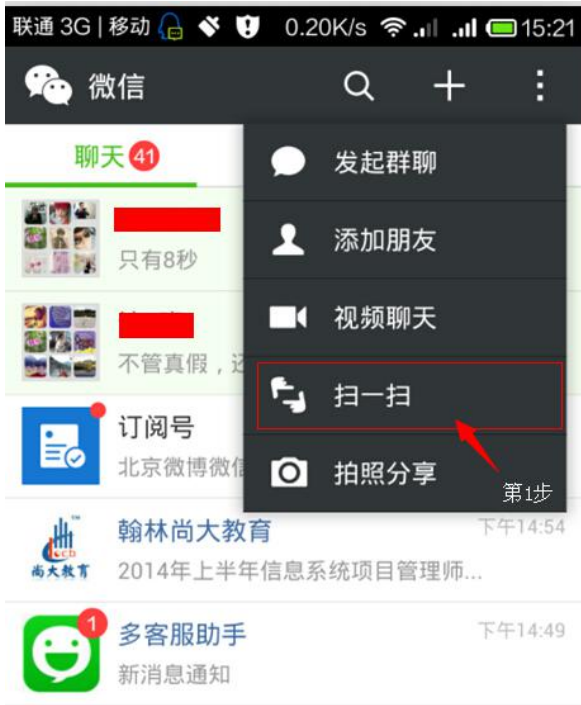 联通 3G | 移动 0.20K/s 15:21
微信
聊天 41
发起群聊
添加朋友
视频聊天
扫一扫
拍照分享
第1步
只有8秒
不管真假，还
订阅号
北京微博微信
翰林尚大教育 下午14:54
2014年上半年信息系统项目管理师...
尚大教育
1
多客服助手 下午14:49
新消息通知